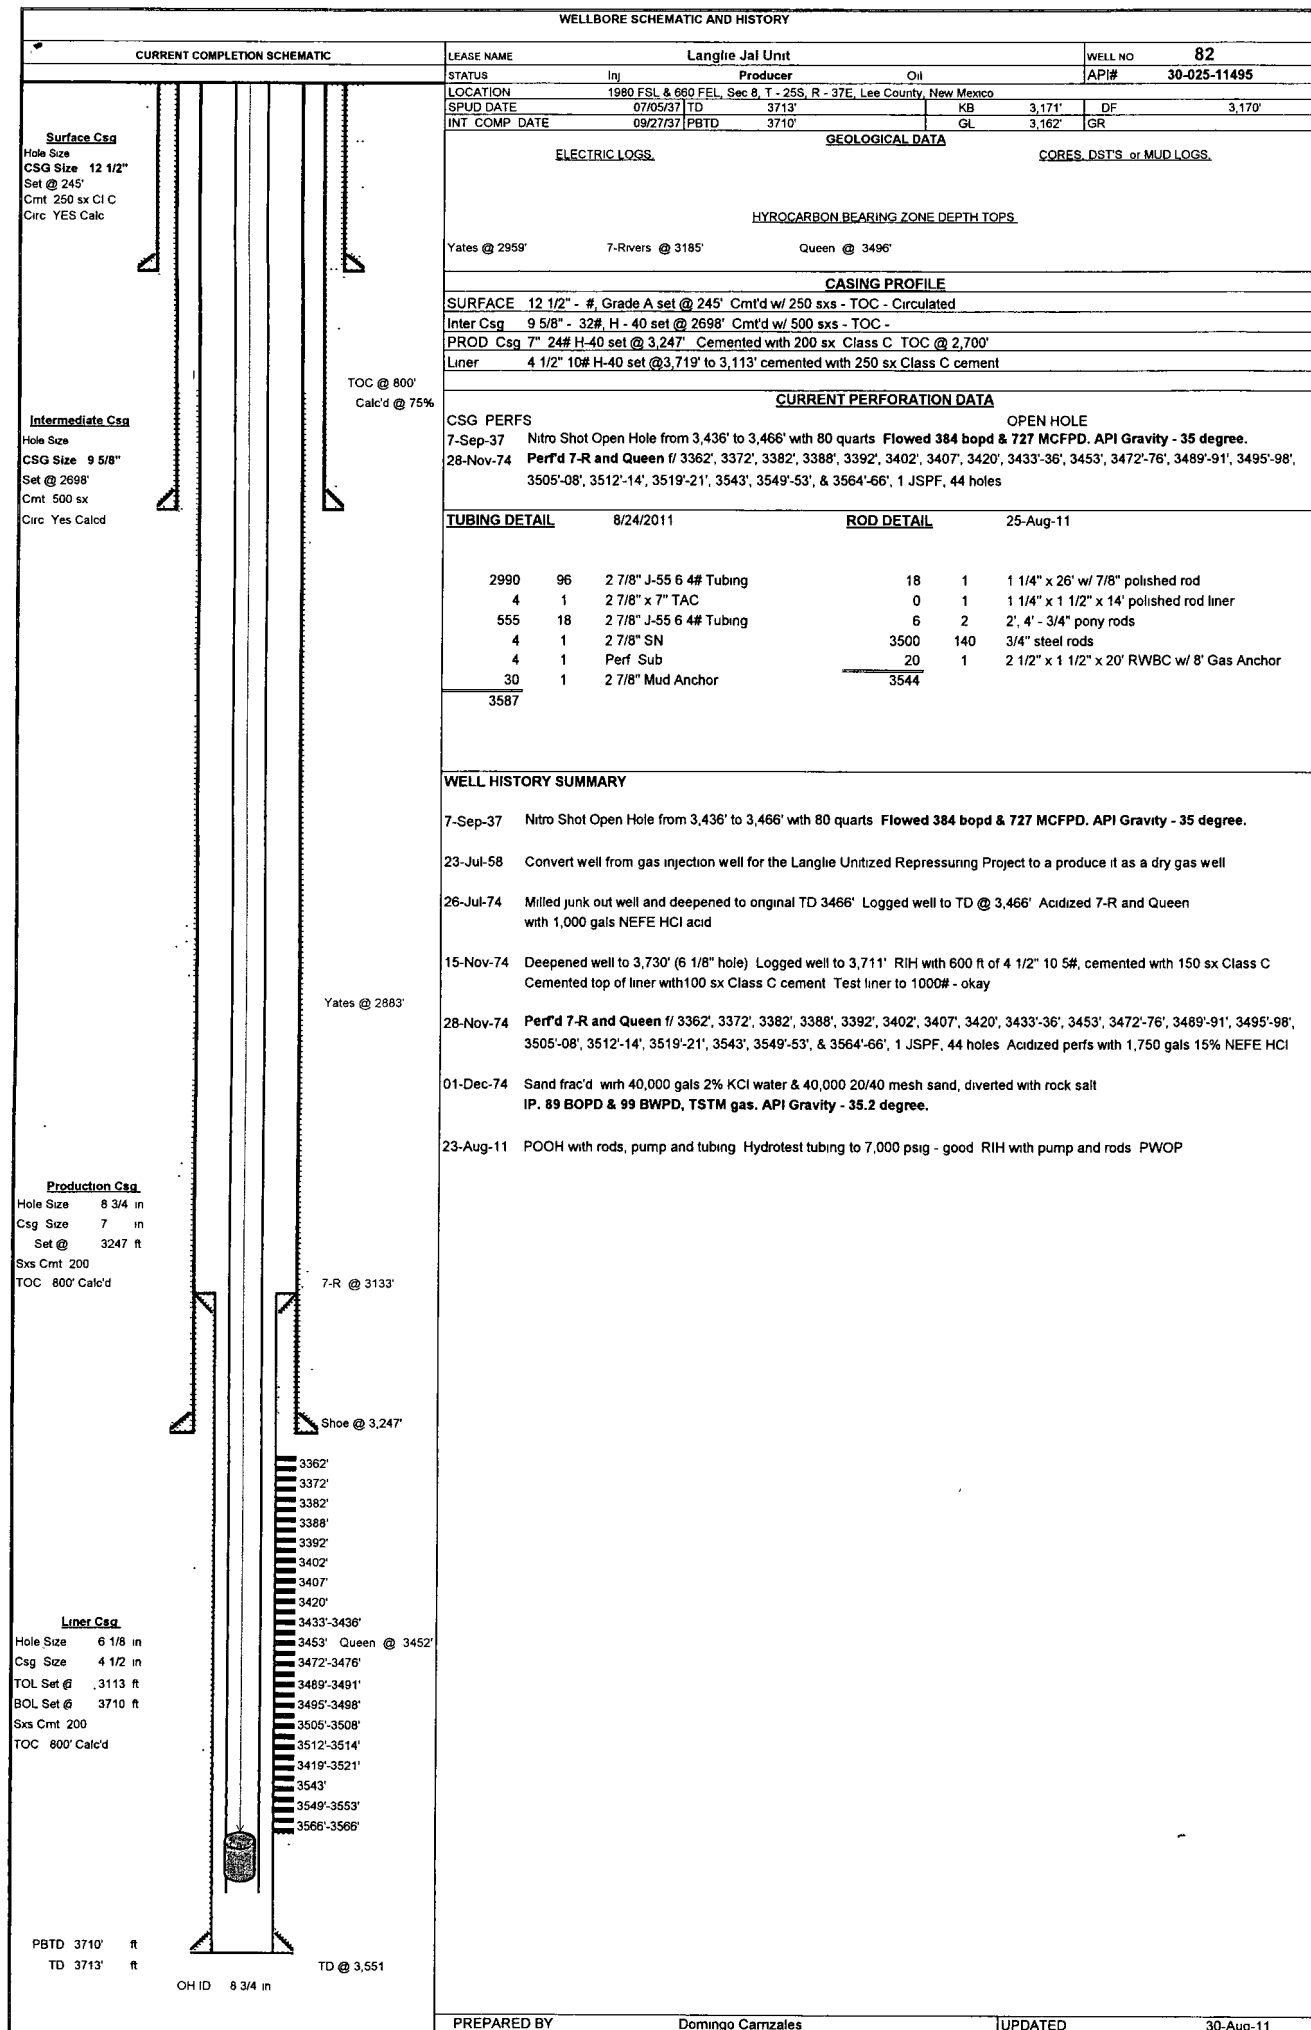 WELLBORE SCHEMATIC AND HISTORY
CURRENT COMPLETION SCHEMATIC
LEASE NAME Langlie Jal Unit WELL NO 82
STATUS Inj Producer Oil API# 30-025-11495
LOCATION 1980 FSL & 660 FEL, Sec 8, T - 25S, R - 37E, Lee County, New Mexico
SPUD DATE 07/05/37 TD 3713' KB 3,171' DF 3,170'
INT COMP DATE 09/27/37 PBTD 3710' GL 3,162' GR
GEOLOGICAL DATA
ELECTRIC LOGS. CORES, DST'S or MUD LOGS.
HYROCARBON BEARING ZONE DEPTH TOPS
Yates @ 2959' 7-Rivers @ 3185' Queen @ 3496'
CASING PROFILE
SURFACE 12 1/2" - #, Grade A set @ 245' Cmt'd w/ 250 sxs - TOC - Circulated
Inter Csg 9 5/8" - 32#, H - 40 set @ 2698' Cmt'd w/ 500 sxs - TOC -
PROD Csg 7" 24# H-40 set @ 3,247' Cemented with 200 sx Class C TOC @ 2,700'
Liner 4 1/2" 10# H-40 set @3,719' to 3,113' cemented with 250 sx Class C cement
CURRENT PERFORATION DATA
CSG PERFS OPEN HOLE
7-Sep-37 Nitro Shot Open Hole from 3,436' to 3,466' with 80 quarts Flowed 384 bopd & 727 MCFPD. API Gravity - 35 degree.
28-Nov-74 Perf'd 7-R and Queen f/ 3362', 3372', 3382', 3388', 3392', 3402', 3407', 3420', 3433'-36', 3453', 3472'-76', 3489'-91', 3495'-98',
3505'-08', 3512'-14', 3519'-21', 3543', 3549'-53', & 3564'-66', 1 JSPF, 44 holes
TUBING DETAIL 8/24/2011 ROD DETAIL 25-Aug-11
2990 96 2 7/8" J-55 6 4# Tubing 18 1 1 1/4" x 26' w/ 7/8" polished rod
4 1 2 7/8" x 7" TAC 0 1 1 1/4" x 1 1/2" x 14' polished rod liner
555 18 2 7/8" J-55 6 4# Tubing 6 2 2', 4' - 3/4" pony rods
4 1 2 7/8" SN 3500 140 3/4" steel rods
4 1 Perf Sub 20 1 2 1/2" x 1 1/2" x 20' RWBC w/ 8' Gas Anchor
30 1 2 7/8" Mud Anchor 3544
3587
WELL HISTORY SUMMARY
7-Sep-37 Nitro Shot Open Hole from 3,436' to 3,466' with 80 quarts Flowed 384 bopd & 727 MCFPD. API Gravity - 35 degree.
23-Jul-58 Convert well from gas injection well for the Langlie Unitized Repressuring Project to a produce it as a dry gas well
26-Jul-74 Milled junk out well and deepened to original TD 3466' Logged well to TD @ 3,466' Acidized 7-R and Queen
with 1,000 gals NEFE HCl acid
15-Nov-74 Deepened well to 3,730' (6 1/8" hole) Logged well to 3,711' RIH with 600 ft of 4 1/2" 10 5#, cemented with 150 sx Class C
Cemented top of liner with100 sx Class C cement Test liner to 1000# - okay
28-Nov-74 Perf'd 7-R and Queen f/ 3362', 3372', 3382', 3388', 3392', 3402', 3407', 3420', 3433'-36', 3453', 3472'-76', 3489'-91', 3495'-98',
3505'-08', 3512'-14', 3519'-21', 3543', 3549'-53', & 3564'-66', 1 JSPF, 44 holes Acidized perfs with 1,750 gals 15% NEFE HCl
01-Dec-74 Sand frac'd wirh 40,000 gals 2% KCl water & 40,000 20/40 mesh sand, diverted with rock salt
IP. 89 BOPD & 99 BWPD, TSTM gas. API Gravity - 35.2 degree.
23-Aug-11 POOH with rods, pump and tubing Hydrotest tubing to 7,000 psig - good RIH with pump and rods PWOP
Surface Csg
Hole Size
CSG Size 12 1/2"
Set @ 245'
Cmt 250 sx Cl C
Circ YES Calc
TOC @ 800'
Calc'd @ 75%
Intermediate Csg
Hole Size
CSG Size 9 5/8"
Set @ 2698'
Cmt 500 sx
Circ Yes Calcd
Yates @ 2883'
Production Csg
Hole Size 8 3/4 in
Csg Size 7 in
Set @ 3247 ft
Sxs Cmt 200
TOC 800' Calc'd
7-R @ 3133'
Shoe @ 3,247'
3362'
3372'
3382'
3388'
3392'
3402'
3407'
3420'
3433'-3436'
3453' Queen @ 3452'
3472'-3476'
3489'-3491'
3495'-3498'
3505'-3508'
3512'-3514'
3419'-3521'
3543'
3549'-3553'
3566'-3566'
Liner Csg
Hole Size 6 1/8 in
Csg Size 4 1/2 in
TOL Set @ 3113 ft
BOL Set @ 3710 ft
Sxs Cmt 200
TOC 800' Calc'd
PBTD 3710' ft
TD 3713' ft
TD @ 3,551
OH ID 8 3/4 in
PREPARED BY Domingo Carrizales UPDATED 30-Aug-11